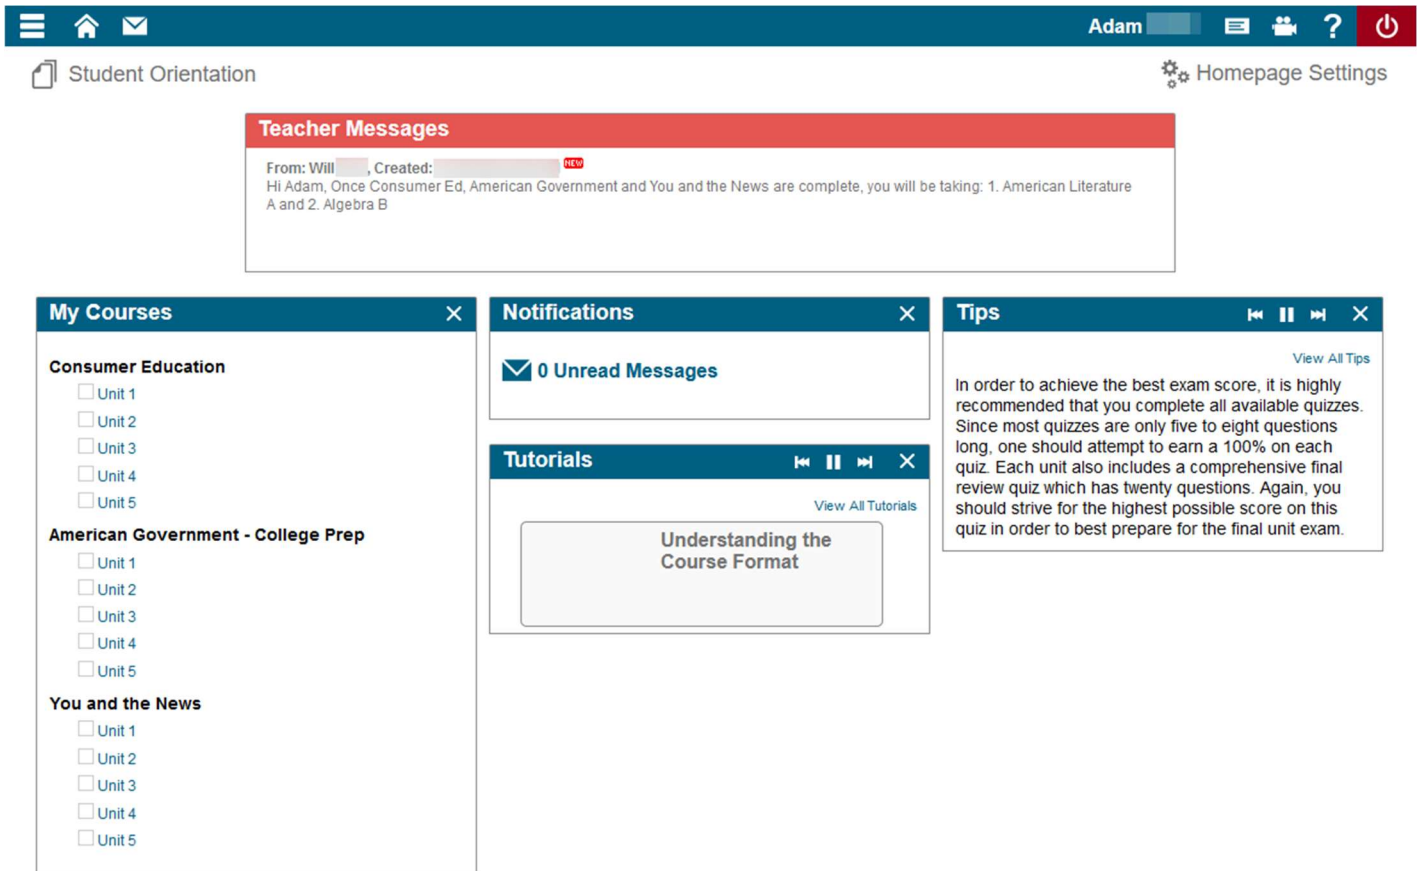 Adam
Student Orientation
Homepage Settings
Teacher Messages
From: Will , Created: NEW
Hi Adam, Once Consumer Ed, American Government and You and the News are complete, you will be taking: 1. American Literature
A and 2. Algebra B
My Courses
Consumer Education
Unit 1
Unit 2
Unit 3
Unit 4
Unit 5
American Government - College Prep
Unit 1
Unit 2
Unit 3
Unit 4
Unit 5
You and the News
Unit 1
Unit 2
Unit 3
Unit 4
Unit 5
Notifications
0 Unread Messages
Tutorials
View All Tutorials
Understanding the
Course Format
Tips
View All Tips
In order to achieve the best exam score, it is highly
recommended that you complete all available quizzes.
Since most quizzes are only five to eight questions
long, one should attempt to earn a 100% on each
quiz. Each unit also includes a comprehensive final
review quiz which has twenty questions. Again, you
should strive for the highest possible score on this
quiz in order to best prepare for the final unit exam.